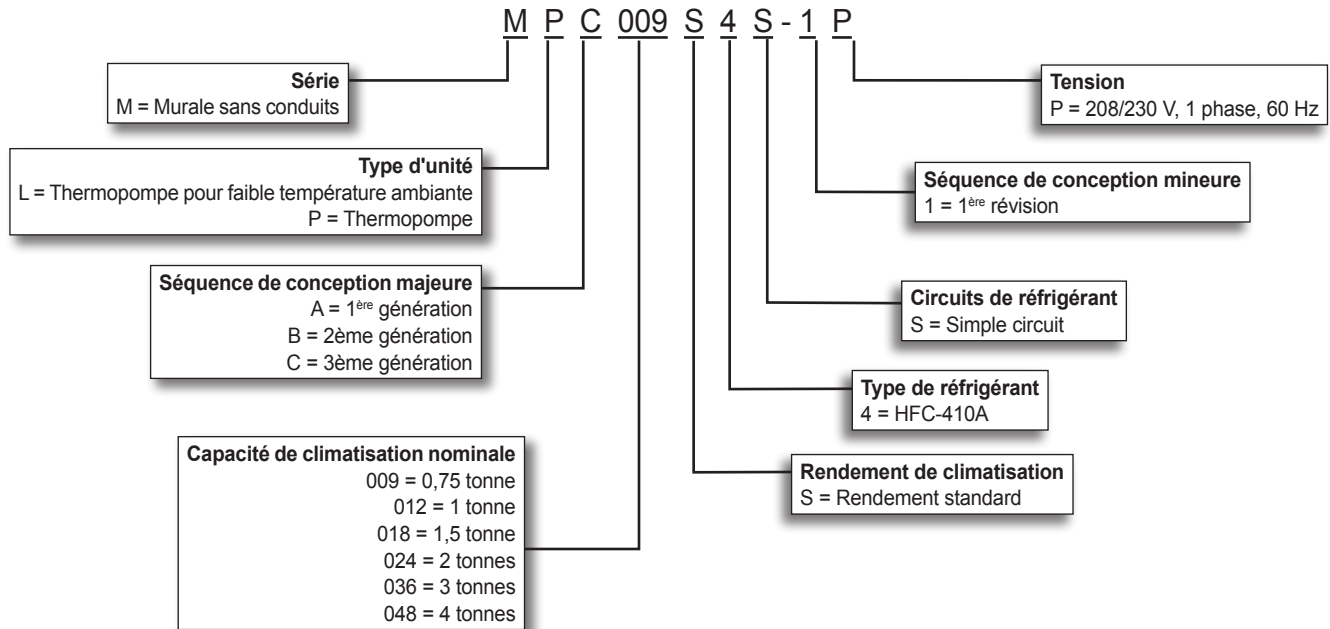 M P C 009 S 4 S - 1 P
Série
M = Murale sans conduits
Type d'unité
L = Thermopompe pour faible température ambiante
P = Thermopompe
Séquence de conception majeure
A = 1ère génération
B = 2ème génération
C = 3ème génération
Capacité de climatisation nominale
009 = 0,75 tonne
012 = 1 tonne
018 = 1,5 tonne
024 = 2 tonnes
036 = 3 tonnes
048 = 4 tonnes
Tension
P = 208/230 V, 1 phase, 60 Hz
Séquence de conception mineure
1 = 1ère révision
Circuits de réfrigérant
S = Simple circuit
Type de réfrigérant
4 = HFC-410A
Rendement de climatisation
S = Rendement standard